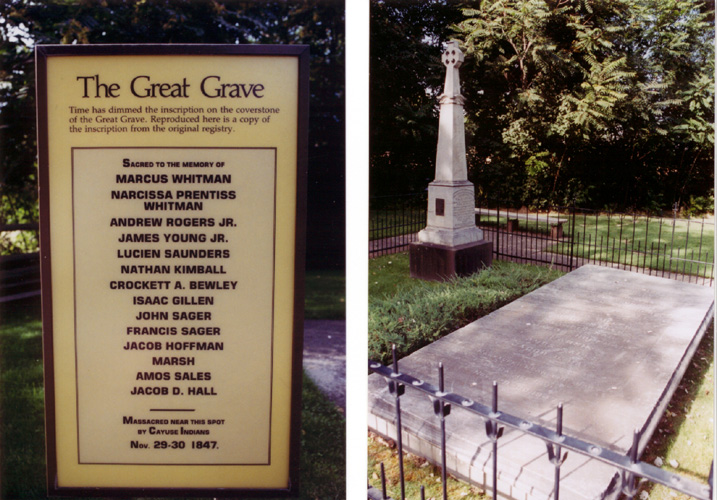 The Great Grave
Time has dimmed the inscription on the coverstone
of the Great Grave. Reproduced here is a copy of
the inscription from the original registry.
SACRED TO THE MEMORY OF
MARCUS WHITMAN
NARCISSA PRENTISS
WHITMAN
ANDREW ROGERS JR.
JAMES YOUNG JR.
LUCIEN SAUNDERS
NATHAN KIMBALL
CROCKETT A. BEWLEY
ISAAC GILLEN
JOHN SAGER
FRANCIS SAGER
JACOB HOFFMAN
MARSH
AMOS SALES
JACOB D. HALL
MASSACRED NEAR THIS SPOT
BY CAYUSE INDIANS
NOV. 29-30 1847.